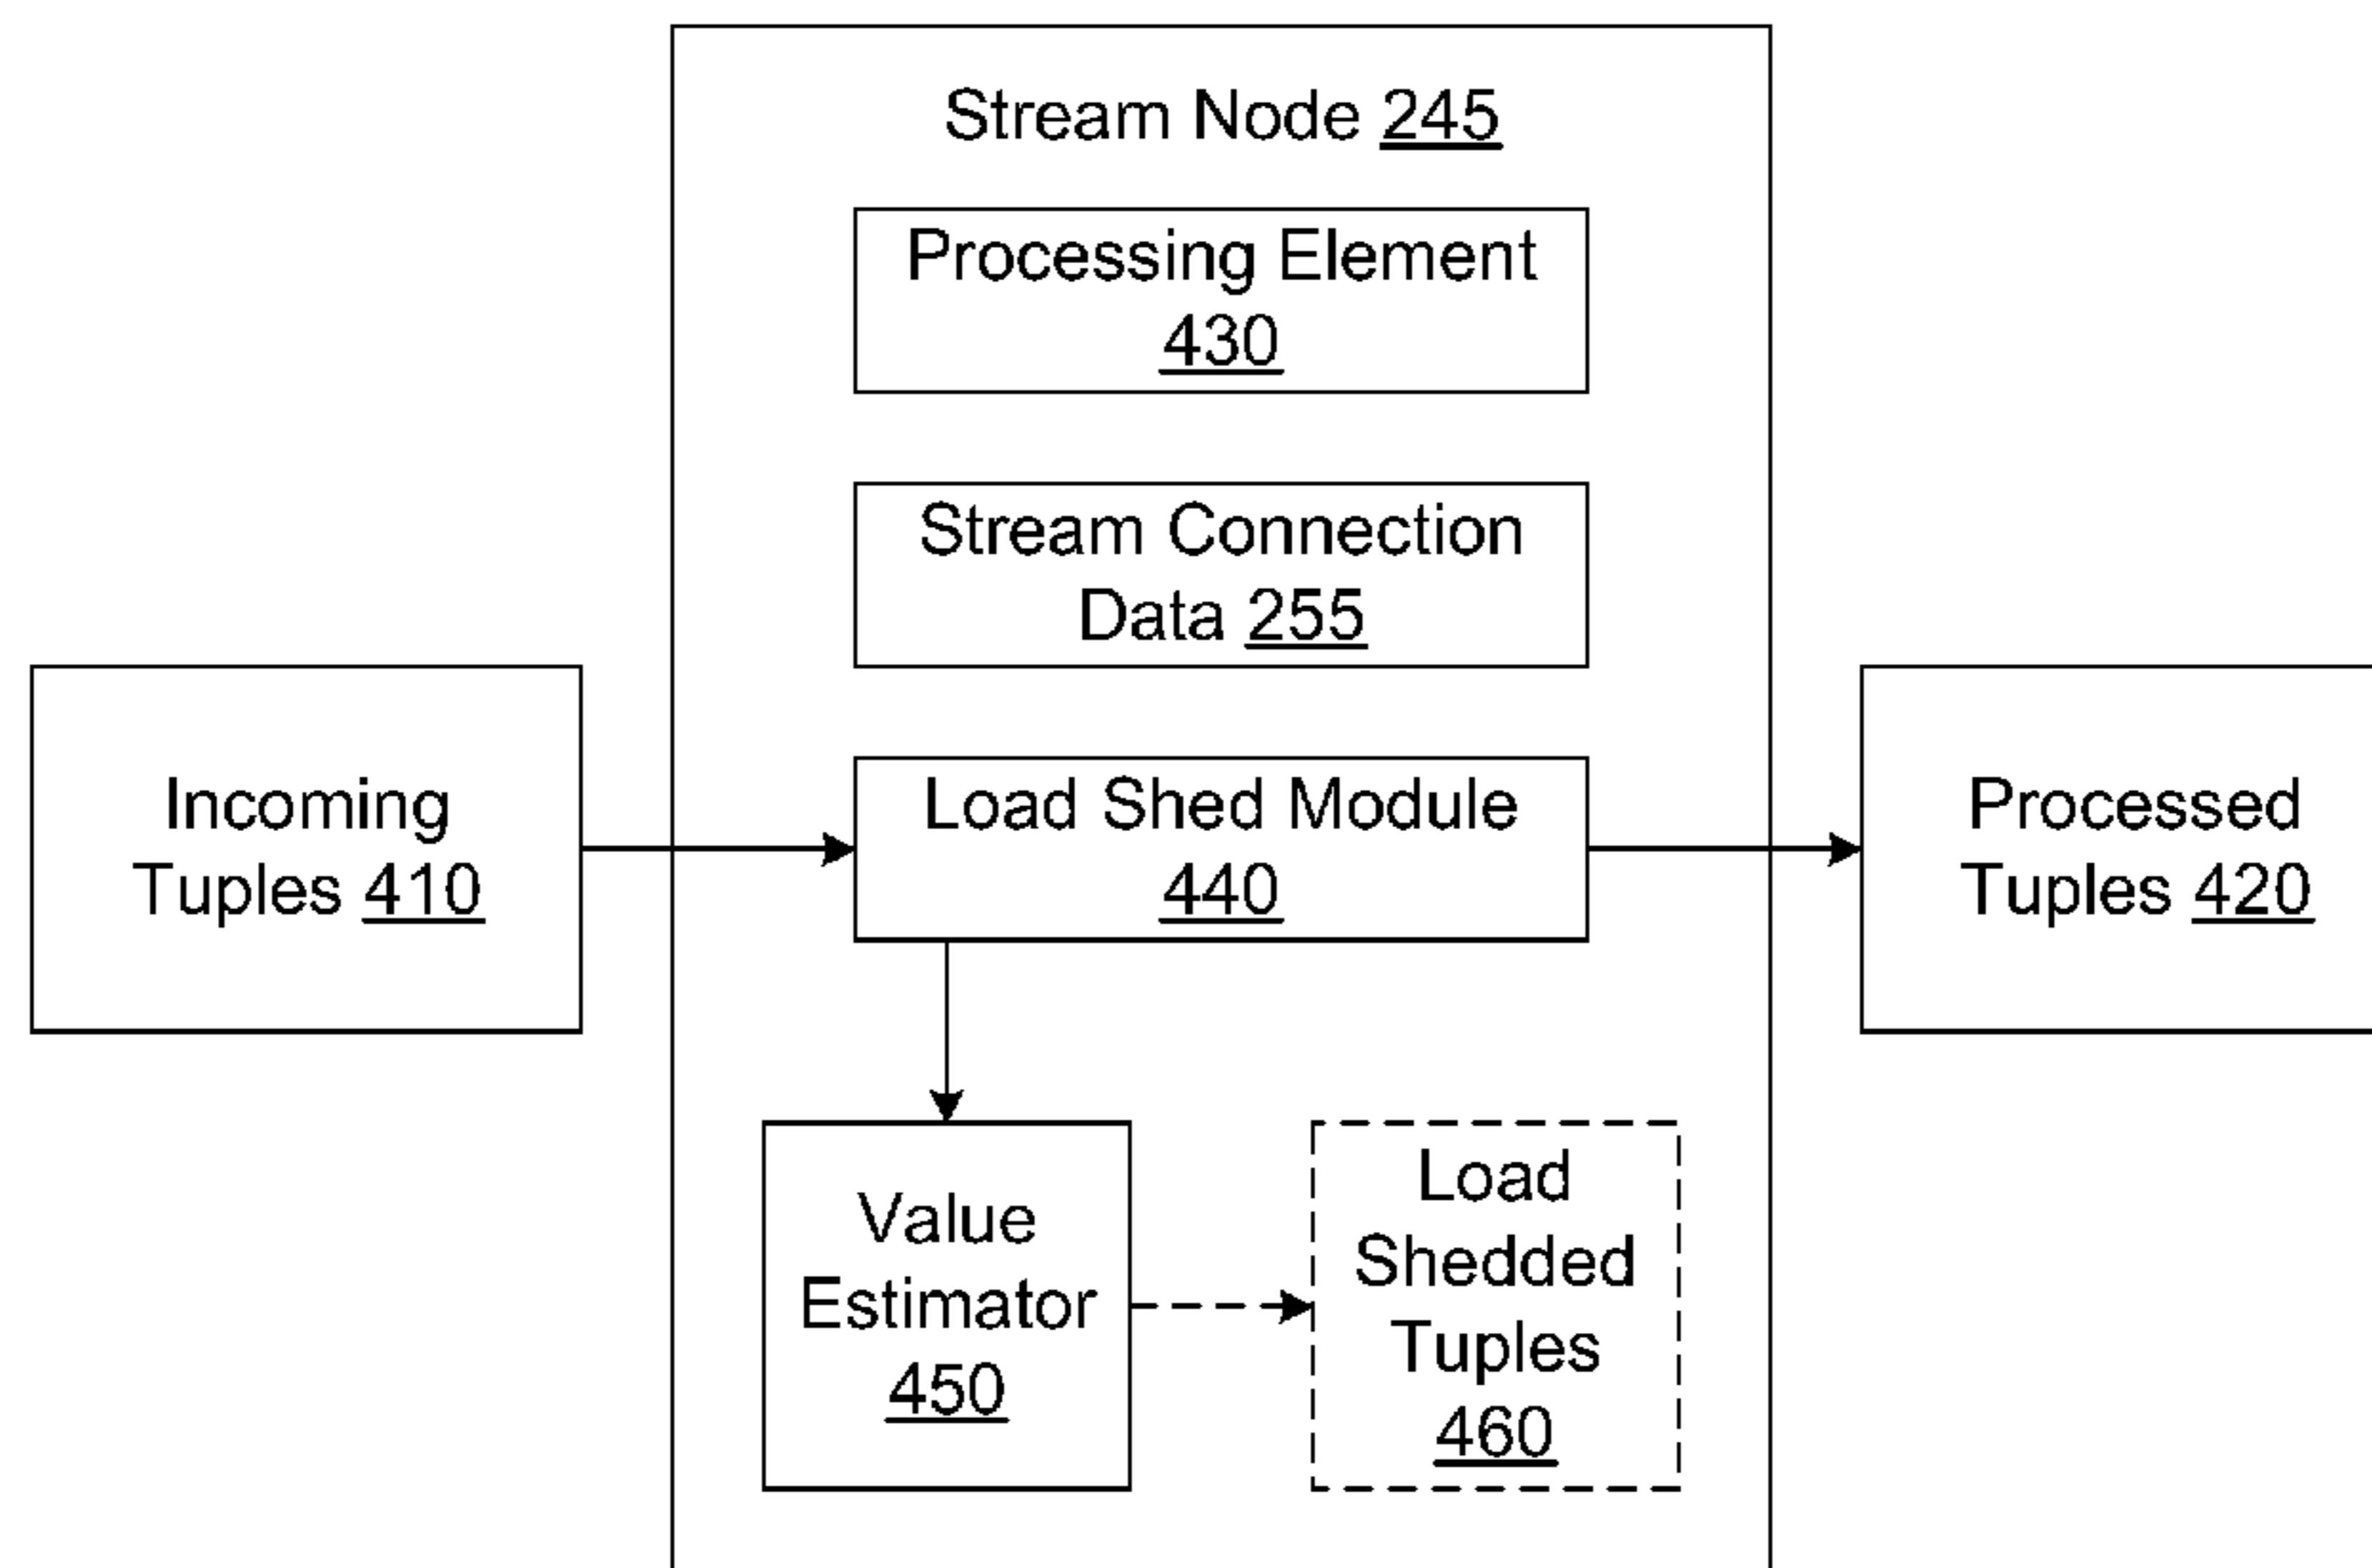 Stream Node 245
Processing Element
430
Stream Connection
Data 255
Incoming
Tuples 410
Load Shed Module
440
Processed
Tuples 420
Value
Estimator
450
Load
Shedded
Tuples
460